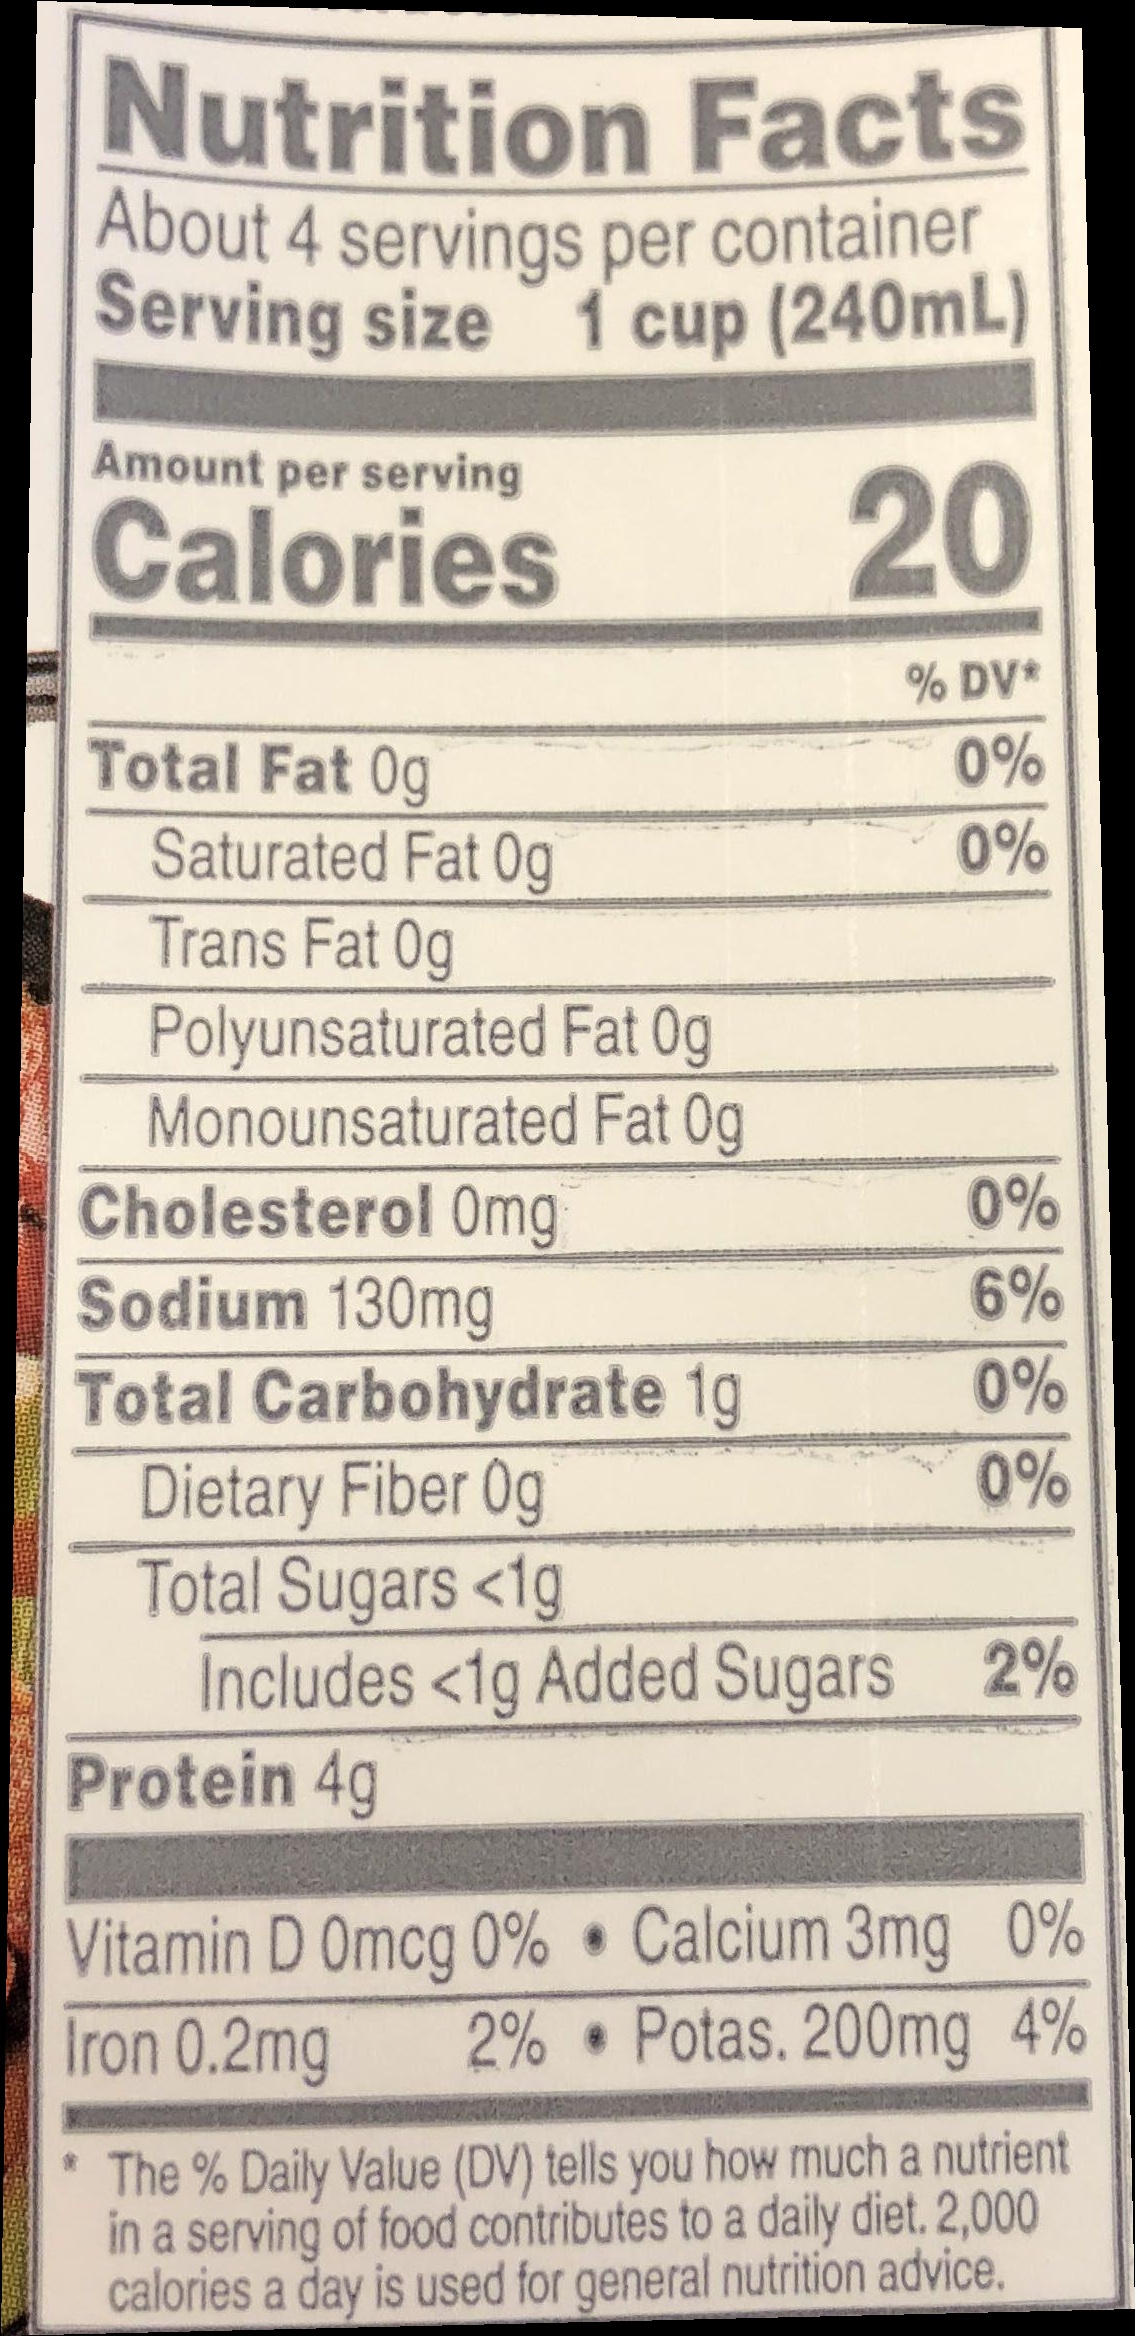 Nutrition Facts
About 4 servings per container
Serving size 1 cup (240mL)
Amount per serving
Calories 20
% DV*
Total Fat 0g 0%
Saturated Fat 0g 0%
Trans Fat 0g
Polyunsaturated Fat 0g
Monounsaturated Fat 0g
Cholesterol 0mg 0%
Sodium 130mg 6%
Total Carbohydrate 1g 0%
Dietary Fiber 0g 0%
Total Sugars <1g
Includes <1g Added Sugars 2%
Protein 4g
Vitamin D 0mcg 0% • Calcium 3mg 0%
Iron 0.2mg 2% • Potas. 200mg 4%
* The % Daily Value (DV) tells you how much a nutrient
in a serving of food contributes to a daily diet. 2,000
calories a day is used for general nutrition advice.